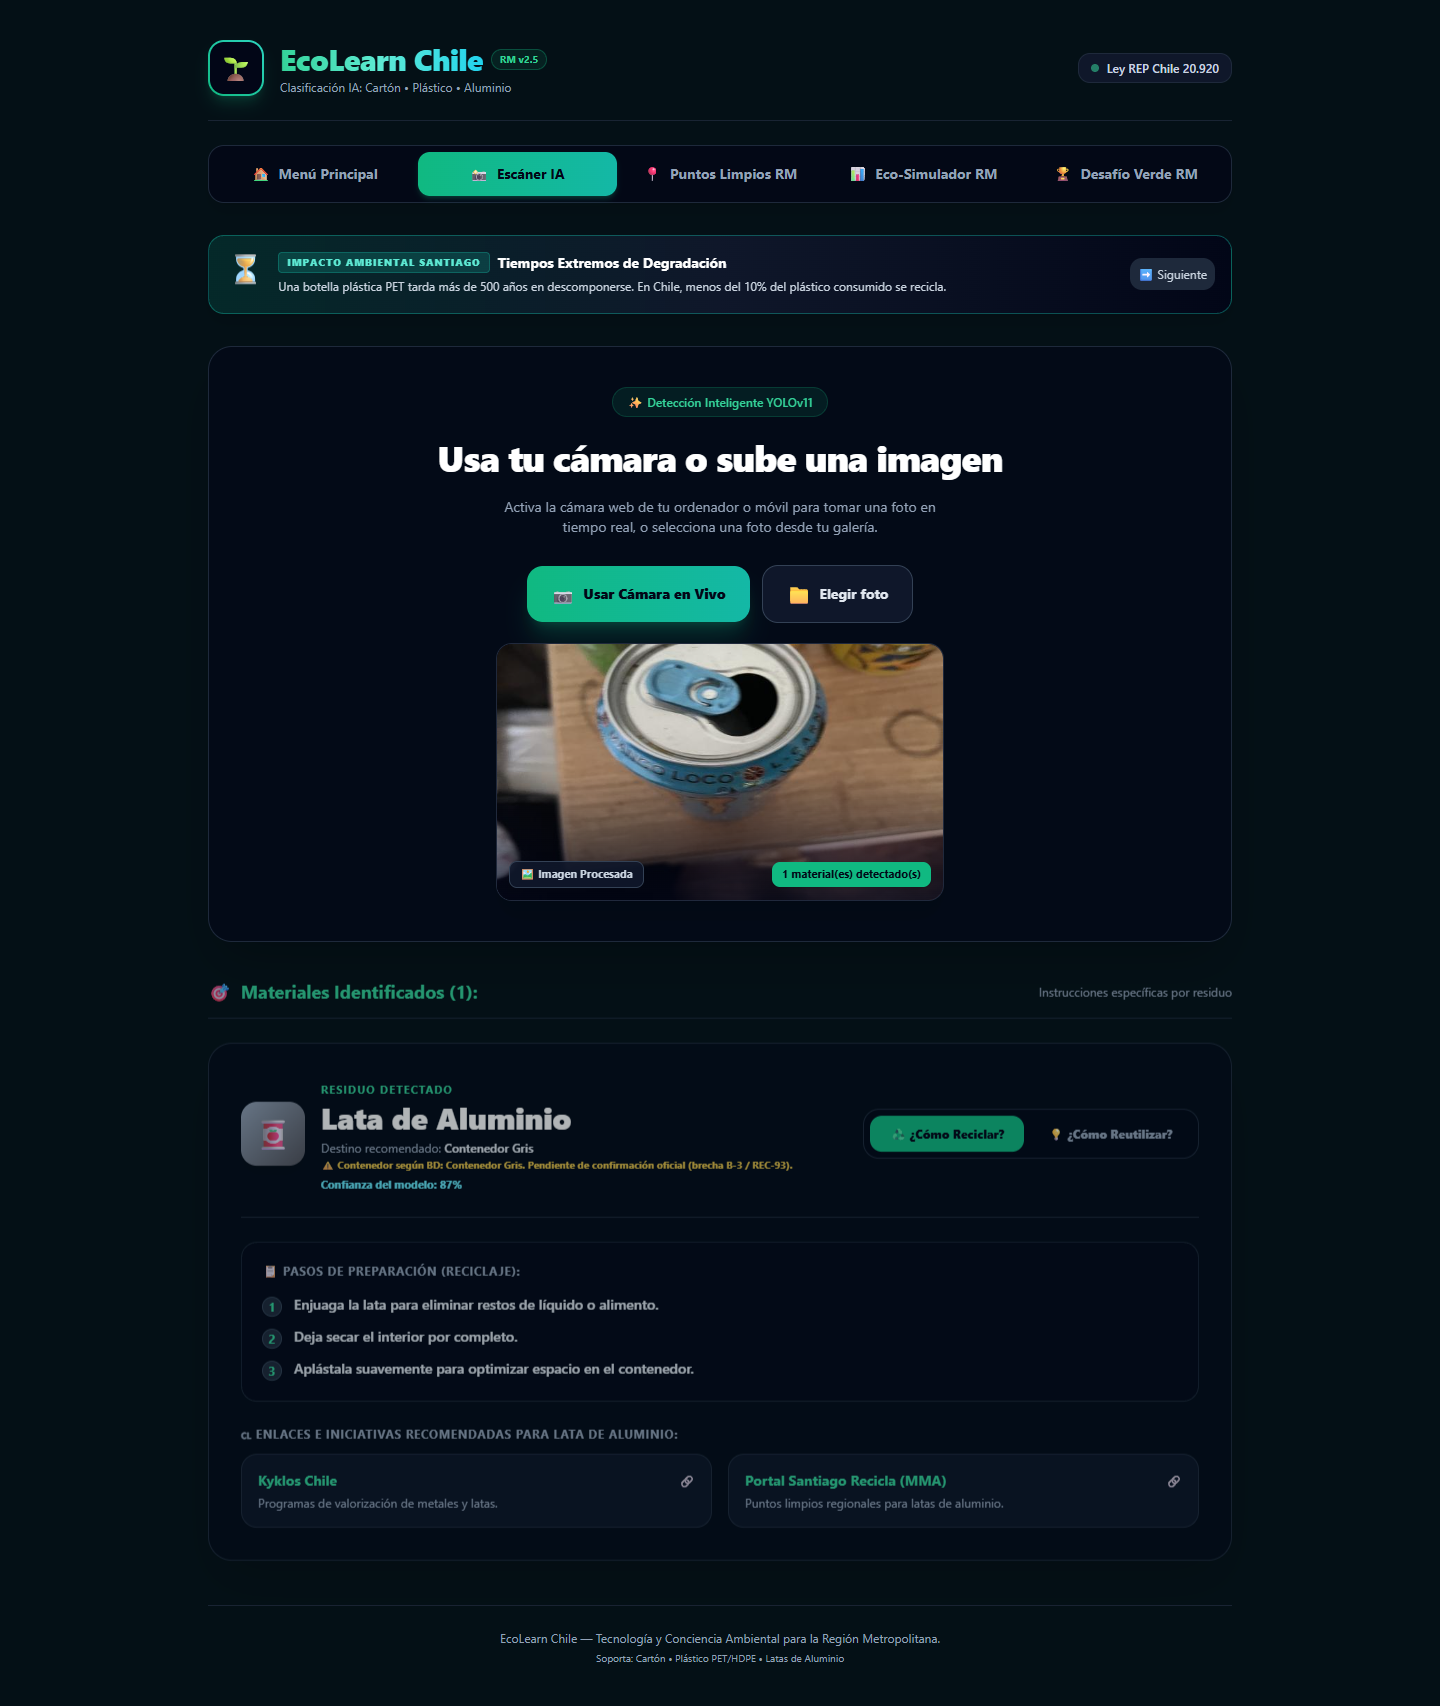 EcoLearn Chile RM v2.5
Clasificación IA: Cartón • Plástico • Aluminio
Ley REP Chile 20.920
Menú Principal
Escáner IA
Puntos Limpios RM
Eco-Simulador RM
Desafío Verde RM
IMPACTO AMBIENTAL SANTIAGO Tiempos Extremos de Degradación
Una botella plástica PET tarda más de 500 años en descomponerse. En Chile, menos del 10% del plástico consumido se recicla.
Siguiente
Detección Inteligente YOLOv11
Usa tu cámara o sube una imagen
Activa la cámara web de tu ordenador o móvil para tomar una foto en
tiempo real, o selecciona una foto desde tu galería.
Usar Cámara en Vivo
Elegir foto
LOCO
Imagen Procesada
1 material(es) detectado(s)
Materiales Identificados (1):
Instrucciones específicas por residuo
RESIDUO DETECTADO
Lata de Aluminio
Destino recomendado: Contenedor Gris
Contenedor según BD: Contenedor Gris. Pendiente de confirmación oficial (brecha B-3 / REC-93).
Confianza del modelo: 87%
¿Cómo Reciclar?
¿Cómo Reutilizar?
PASOS DE PREPARACIÓN (RECICLAJE):
1 Enjuaga la lata para eliminar restos de líquido o alimento.
2 Deja secar el interior por completo.
3 Aplástala suavemente para optimizar espacio en el contenedor.
CL ENLACES E INICIATIVAS RECOMENDADAS PARA LATA DE ALUMINIO:
Kyklos Chile
Programas de valorización de metales y latas.
Portal Santiago Recicla (MMA)
Puntos limpios regionales para latas de aluminio.
EcoLearn Chile — Tecnología y Conciencia Ambiental para la Región Metropolitana.
Soporta: Cartón • Plástico PET/HDPE • Latas de Aluminio